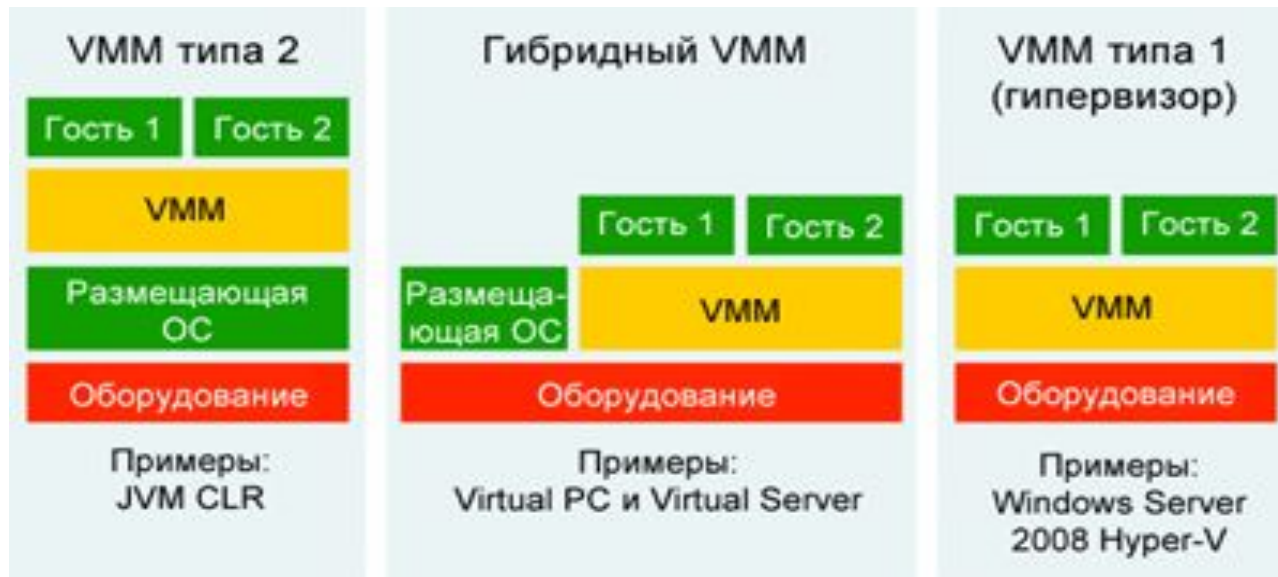 VMM типа 2
Гость 1
Гость 2
VMM
Размещающая
ОС
Оборудование
Примеры:
JVM CLR
Гибридный VMM
Гость 1
Гость 2
Размеща-
ющая ОС
VMM
Оборудование
Примеры:
Virtual PC и Virtual Server
VMM типа 1
(гипервизор)
Гость 1
Гость 2
VMM
Оборудование
Примеры:
Windows Server
2008 Hyper-V